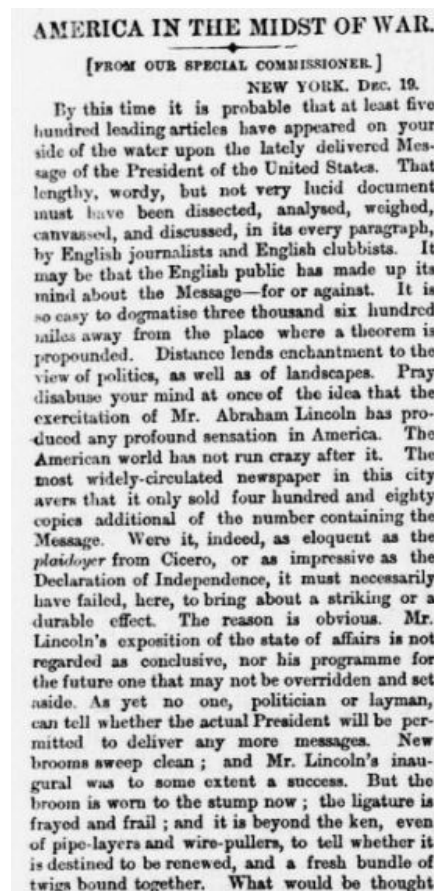 AMERICA IN THE MIDST OF WAR.
[FROM OUR SPECIAL COMMISSIONER.]
NEW YORK. DEC. 19.
By this time it is probable that at least five
hundred leading articles have appeared on your
side of the water upon the lately delivered Mes-
sage of the President of the United States. That
lengthy, wordy, but not very lucid document
must have been dissected, analysed, weighed,
canvassed, and discussed, in its every paragraph,
by English journalists and English clubbists. It
may be that the English public has made up its
mind about the Message—for or against. It is
so easy to dogmatise three thousand six hundred
miles away from the place where a theorem is
propounded. Distance lends enchantment to the
view of politics, as well as of landscapes. Pray
disabuse your mind at once of the idea that the
exercitation of Mr. Abraham Lincoln has pro-
duced any profound sensation in America. The
American world has not run crazy after it. The
most widely-circulated newspaper in this city
avers that it only sold four hundred and eighty
copies additional of the number containing the
Message. Were it, indeed, as eloquent as the
plaidoyer from Cicero, or as impressive as the
Declaration of Independence, it must necessarily
have failed, here, to bring about a striking or a
durable effect. The reason is obvious. Mr.
Lincoln's exposition of the state of affairs is not
regarded as conclusive, nor his programme for
the future one that may not be overridden and set
aside. As yet no one, politician or layman,
can tell whether the actual President will be per-
mitted to deliver any more messages. New
brooms sweep clean; and Mr. Lincoln's inau-
gural was to some extent a success. But the
broom is worn to the stump now; the ligature is
frayed and frail; and it is beyond the ken, even
of pipe-layers and wire-pullers, to tell whether it
is destined to be renewed, and a fresh bundle of
twigs bound together. What would be thought